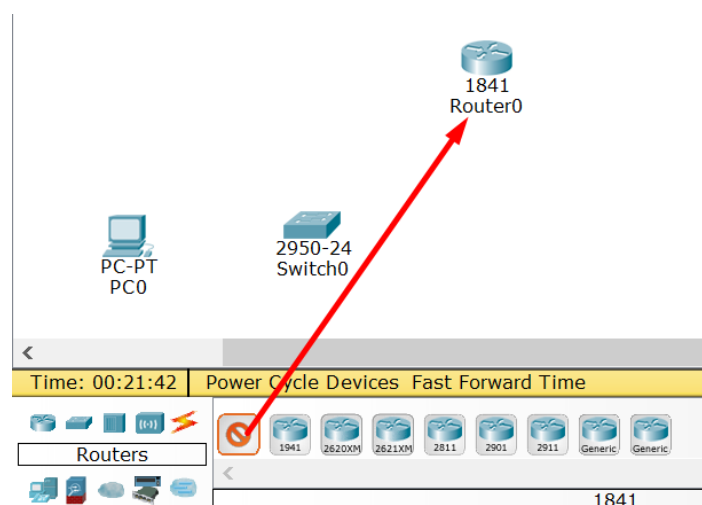 1841
Router0
2950-24
Switch0
PC-PT
PC0
Time: 00:21:42 Power Cycle Devices Fast Forward Time
1941 2620XM 2621XM 2811 2901 2911 Generic Generic
Routers
1841